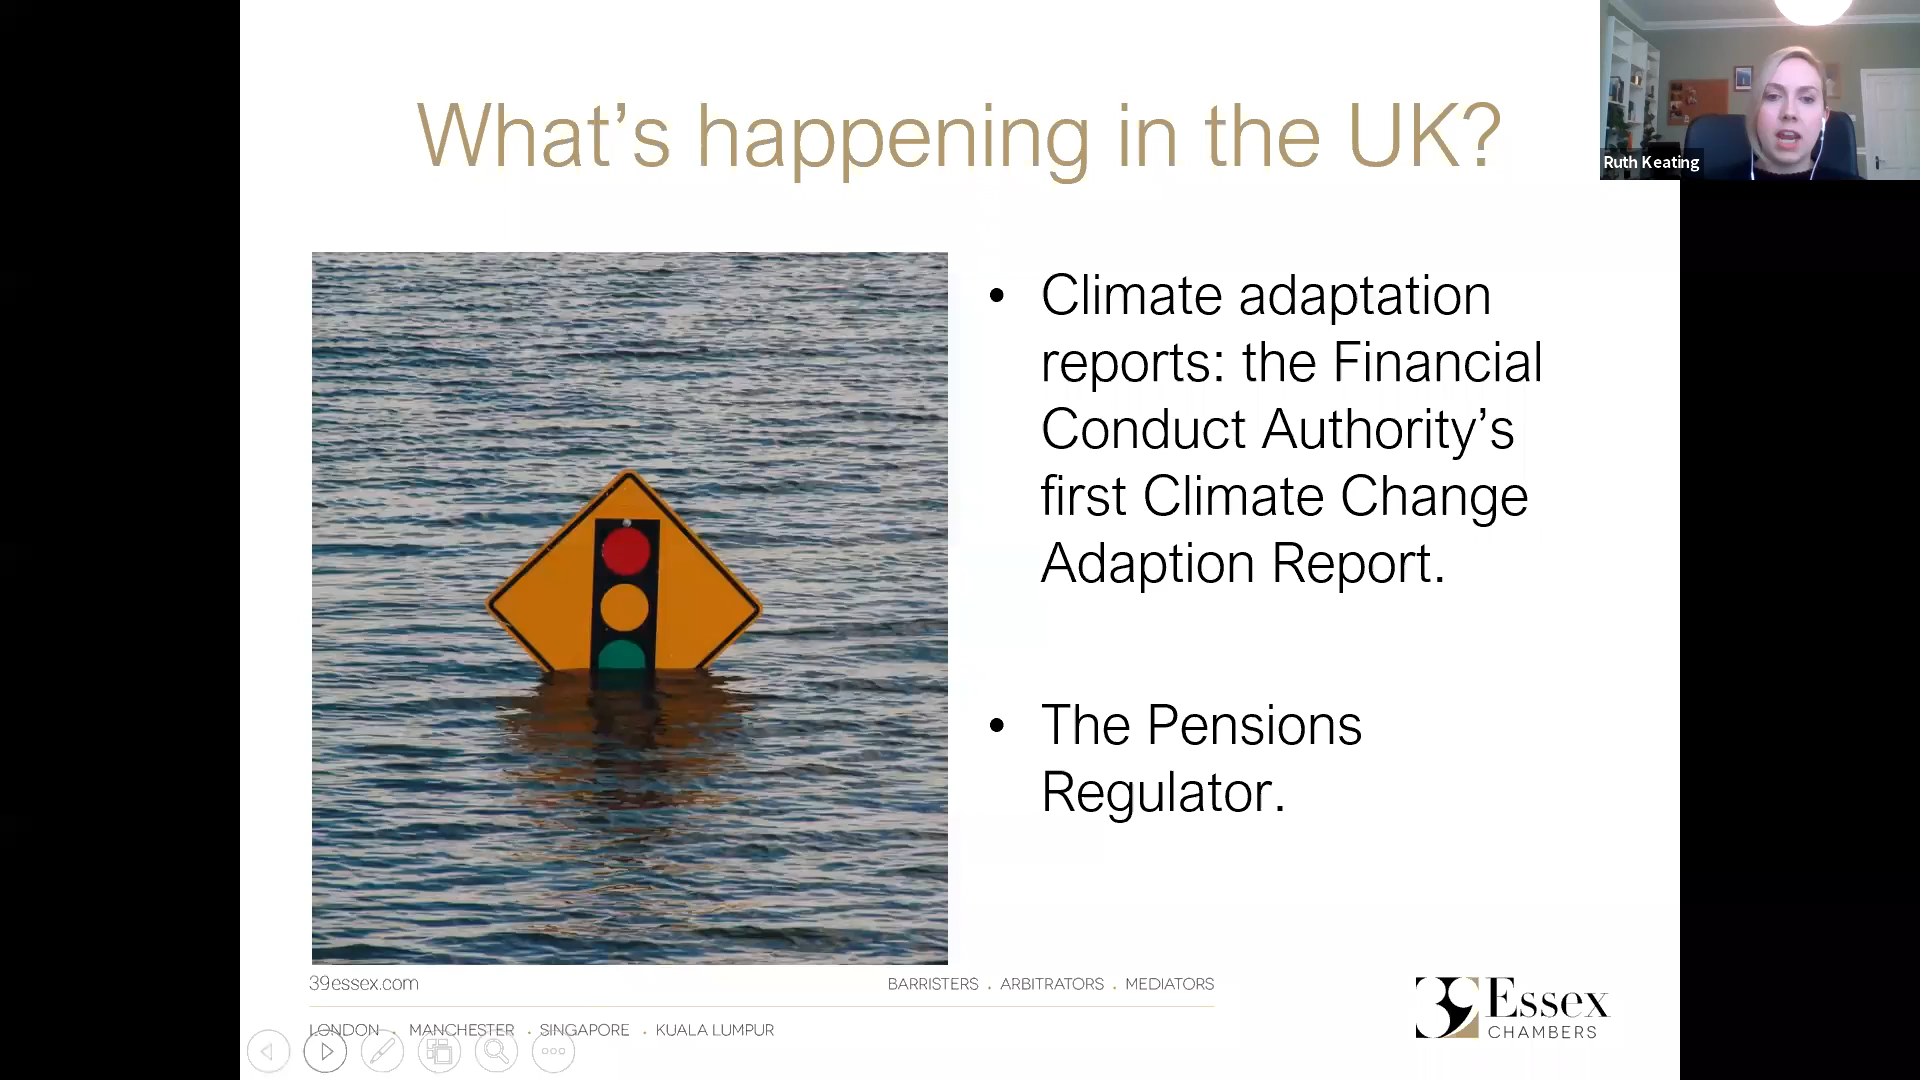 What’s happening in the UK?
Ruth Keating
• Climate adaptation
reports: the Financial
Conduct Authority’s
first Climate Change
Adaption Report.
• The Pensions
Regulator.
39essex.com
BARRISTERS . ARBITRATORS . MEDIATORS
LONDON . MANCHESTER . SINGAPORE . KUALA LUMPUR
39 Essex
CHAMBERS